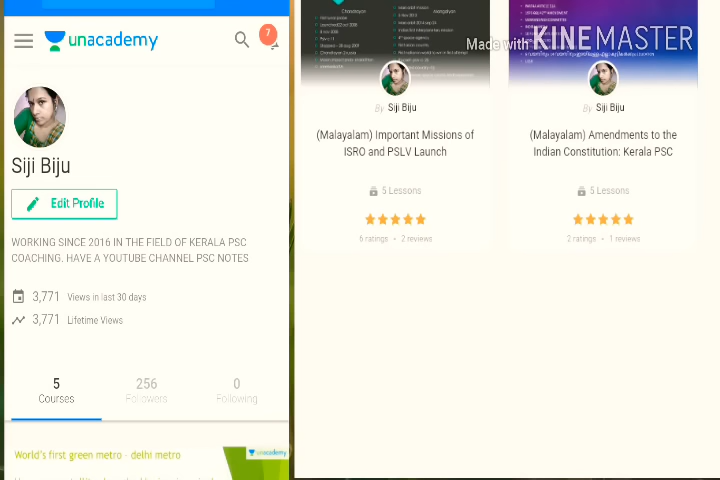 unacademy
7
Siji Biju
Edit Profile
WORKING SINCE 2016 IN THE FIELD OF KERALA PSC
COACHING. HAVE A YOUTUBE CHANNEL PSC NOTES
3,771 Views in last 30 days
3,771 Lifetime Views
5
Courses
256
Followers
0
Following
World's first green metro - delhi metro
unacademy
Made with KINEMASTER
Chandrayan
mangalyan
By Siji Biju
(Malayalam) Important Missions of
ISRO and PSLV Launch
5 Lessons
6 ratings • 2 reviews
By Siji Biju
(Malayalam) Amendments to the
Indian Constitution: Kerala PSC
5 Lessons
2 ratings • 1 reviews